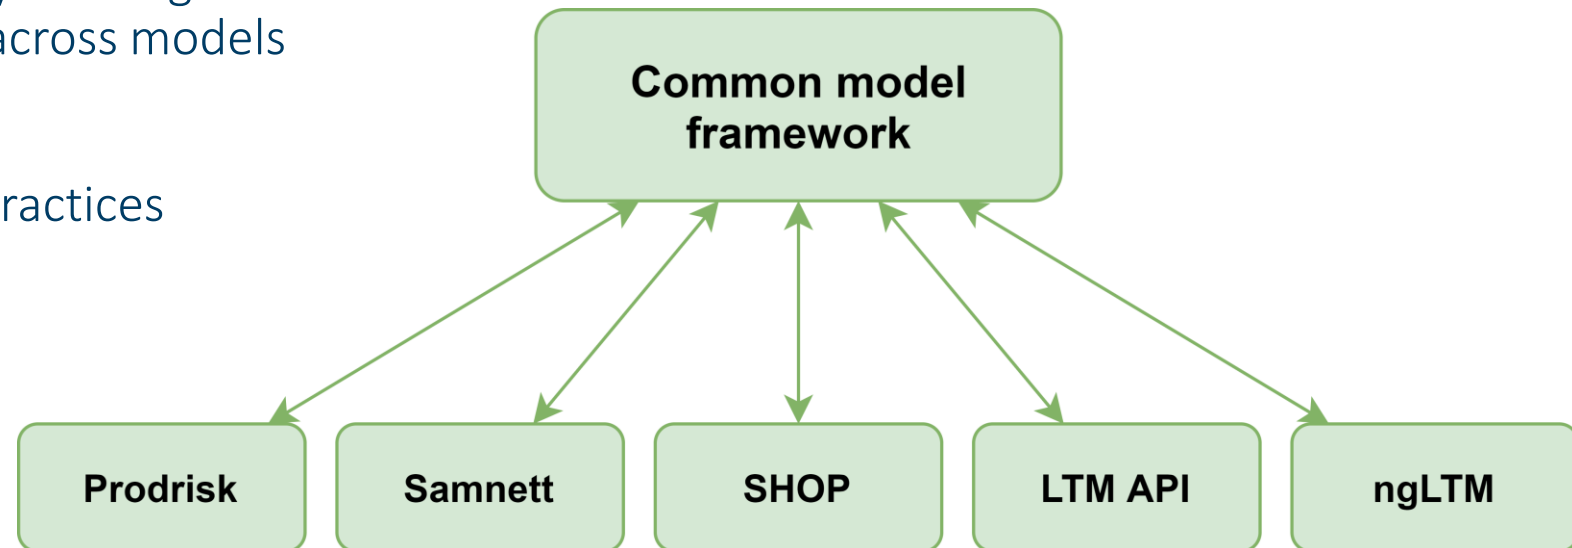 across models
Common model
framework
ractices
Prodrisk
Samnett
SHOP
LTM API
ngLTM